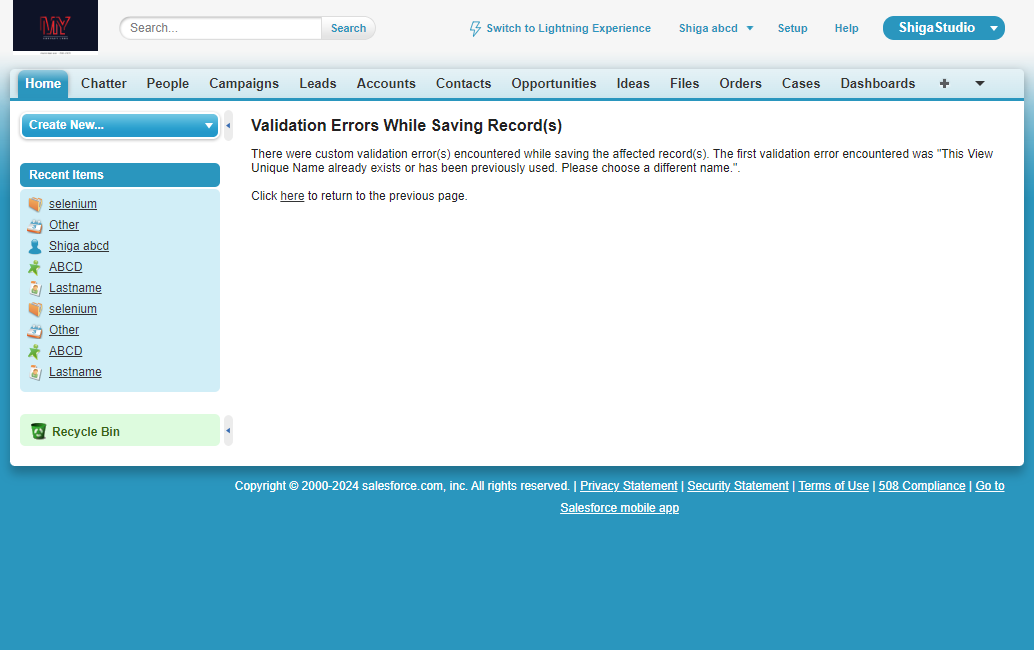 MY
Search...
Search
Switch to Lightning Experience
Shiga abcd
Setup
Help
ShigaStudio
Home
Chatter
People
Campaigns
Leads
Accounts
Contacts
Opportunities
Ideas
Files
Orders
Cases
Dashboards
Create New...
Recent Items
selenium
Other
Shiga abcd
ABCD
Lastname
selenium
Other
ABCD
Lastname
Recycle Bin
Validation Errors While Saving Record(s)
There were custom validation error(s) encountered while saving the affected record(s). The first validation error encountered was "This View
Unique Name already exists or has been previously used. Please choose a different name.".
Click here to return to the previous page.
Copyright © 2000-2024 salesforce.com, inc. All rights reserved. | Privacy Statement | Security Statement | Terms of Use | 508 Compliance | Go to
Salesforce mobile app